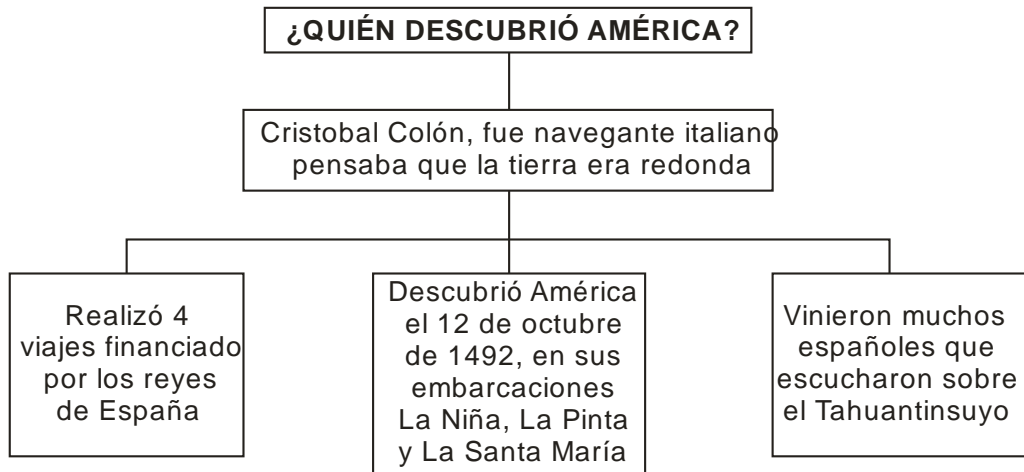 ¿QUIÉN DESCUBRIÓ AMÉRICA?
Cristobal Colón, fue navegante italiano
pensaba que la tierra era redonda
Realizó 4
viajes financiado
por los reyes
de España
Descubrió América
el 12 de octubre
de 1492, en sus
embarcaciones
La Niña, La Pinta
y La Santa María
Vinieron muchos
españoles que
escucharon sobre
el Tahuantinsuyo